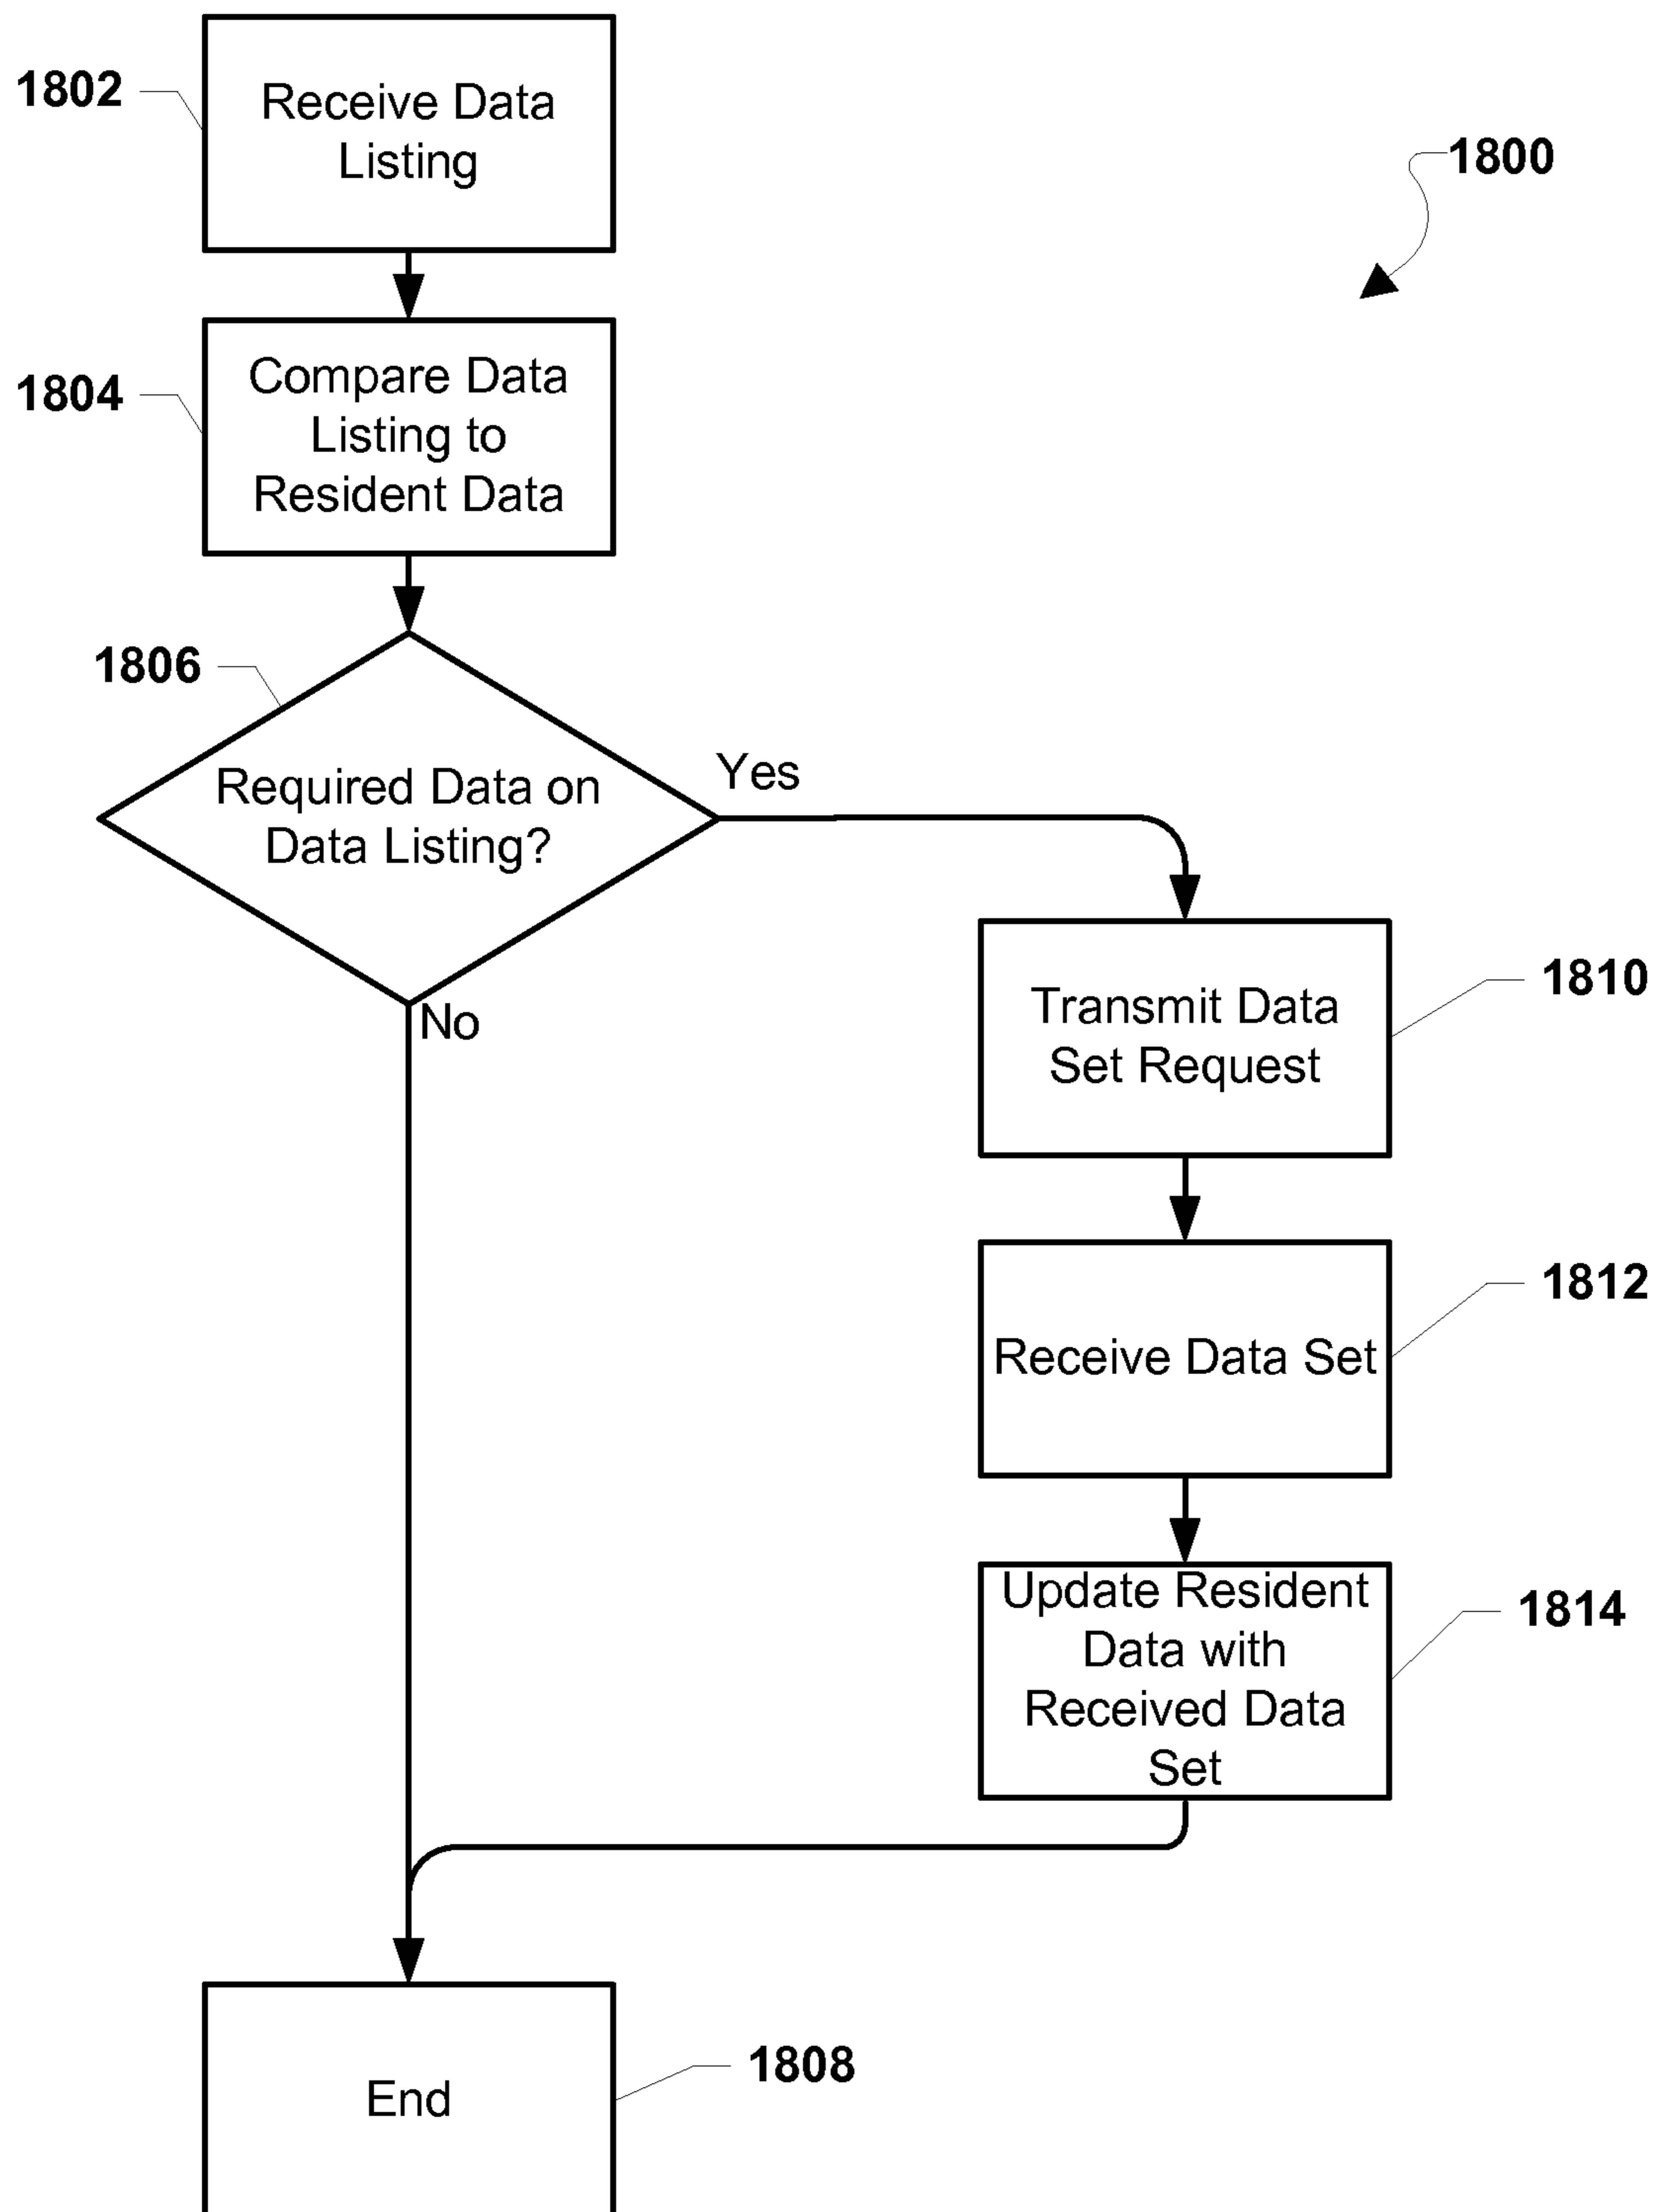 1802
Receive Data
Listing
1800
1804
Compare Data
Listing to
Resident Data
1806
Required Data on
Data Listing?
Yes
No
1810
Transmit Data
Set Request
1812
Receive Data Set
1814
Update Resident
Data with
Received Data
Set
1808
End